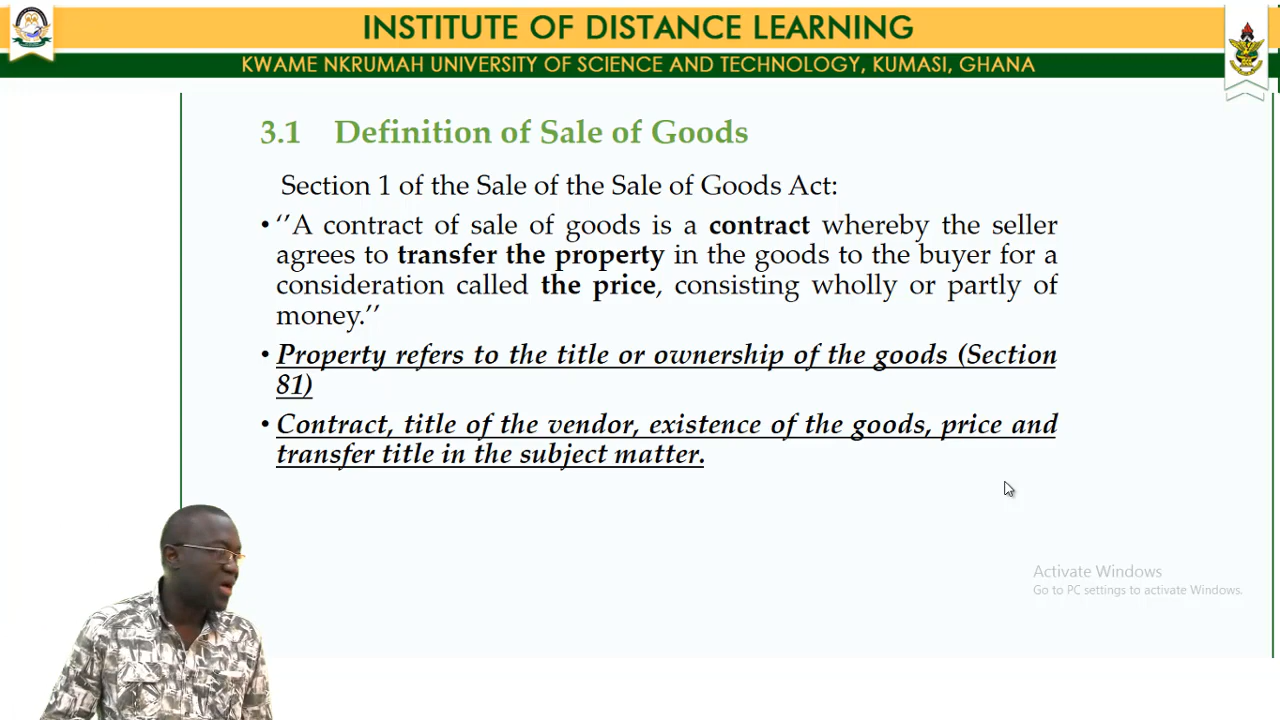 INSTITUTE OF DISTANCE LEARNING
KWAME NKRUMAH UNIVERSITY OF SCIENCE AND TECHNOLOGY, KUMASI, GHANA
3.1 Definition of Sale of Goods
Section 1 of the Sale of the Sale of Goods Act:
• ‘‘A contract of sale of goods is a contract whereby the seller
agrees to transfer the property in the goods to the buyer for a
consideration called the price, consisting wholly or partly of
money.’’
• Property refers to the title or ownership of the goods (Section
81)
• Contract, title of the vendor, existence of the goods, price and
transfer title in the subject matter.
Activate Windows
Go to PC settings to activate Windows.